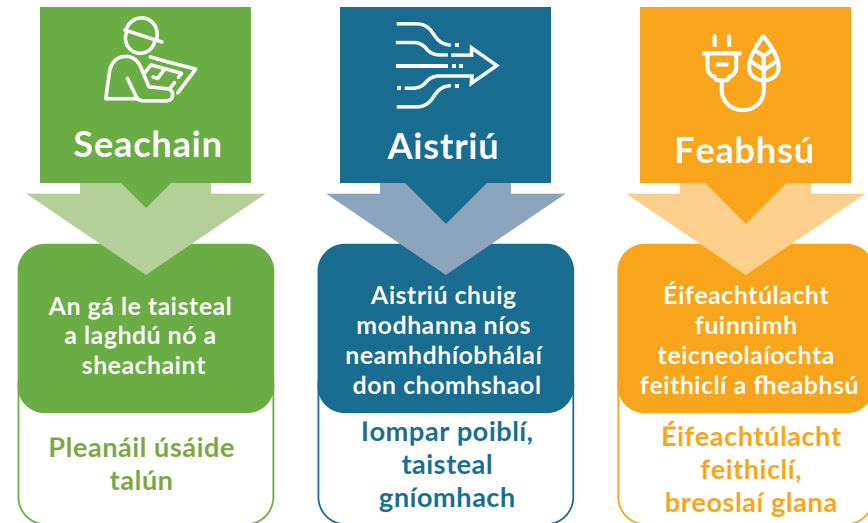 Seachain
An gá le taisteal
a laghdú nó a
sheachaint
Pleanáil úsáide
talún
Aistriú
Aistriú chuig
modhanna níos
neamhdhíobhálaí
don chomhshaol
Iompar poiblí,
taisteal
gníomhach
Feabhsú
Éifeachtúlacht
fuinnimh
teicneolaíochta
feithiclí a fheabhsú
Éifeachtúlacht
feithiclí,
breoslaí glana